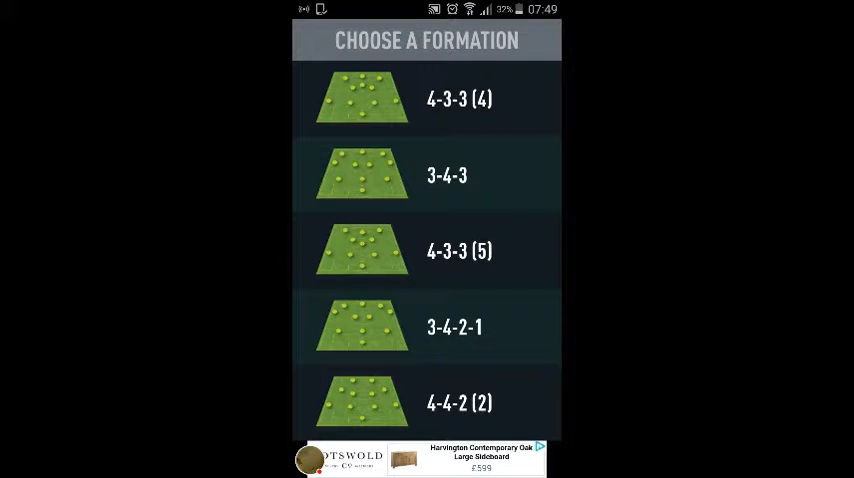 32% 07:49
CHOOSE A FORMATION
4-3-3 (4)
3-4-3
4-3-3 (5)
3-4-2-1
4-4-2 (2)
OTSWOLD
Co
Harvington Contemporary Oak
Large Sideboard
£599